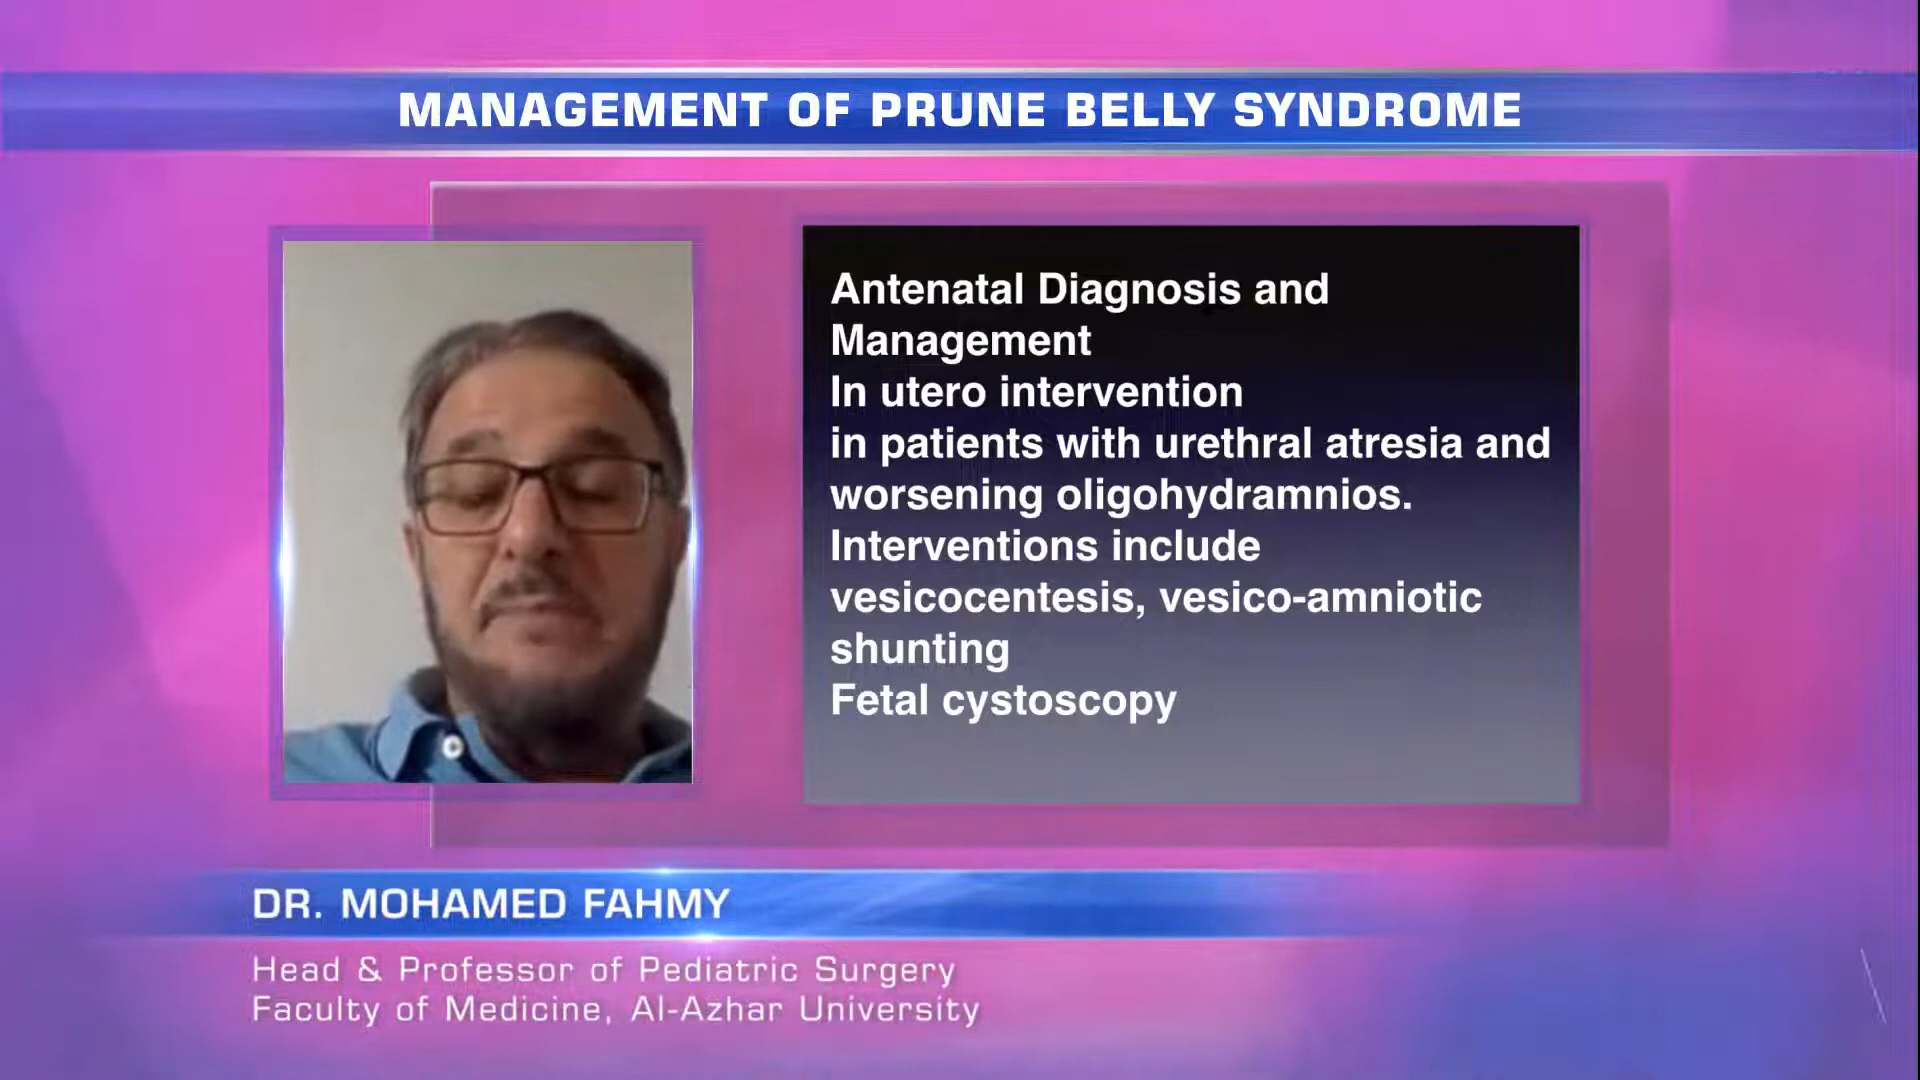 MANAGEMENT OF PRUNE BELLY SYNDROME
Antenatal Diagnosis and
Management
In utero intervention
in patients with urethral atresia and
worsening oligohydramnios.
Interventions include
vesicocentesis, vesico-amniotic
shunting
Fetal cystoscopy
DR. MOHAMED FAHMY
Head & Professor of Pediatric Surgery
Faculty of Medicine, Al-Azhar University